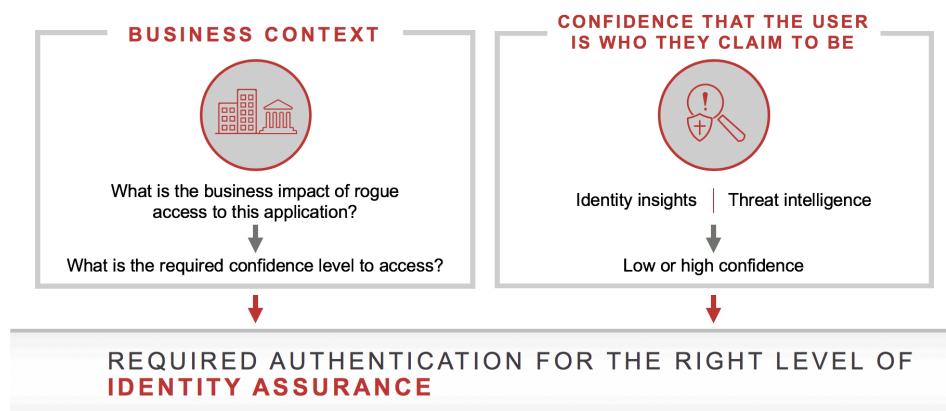 BUSINESS CONTEXT
What is the business impact of rogue
access to this application?
What is the required confidence level to access?
CONFIDENCE THAT THE USER
IS WHO THEY CLAIM TO BE
Identity insights
Threat intelligence
Low or high confidence
REQUIRED AUTHENTICATION FOR THE RIGHT LEVEL OF
IDENTITY ASSURANCE